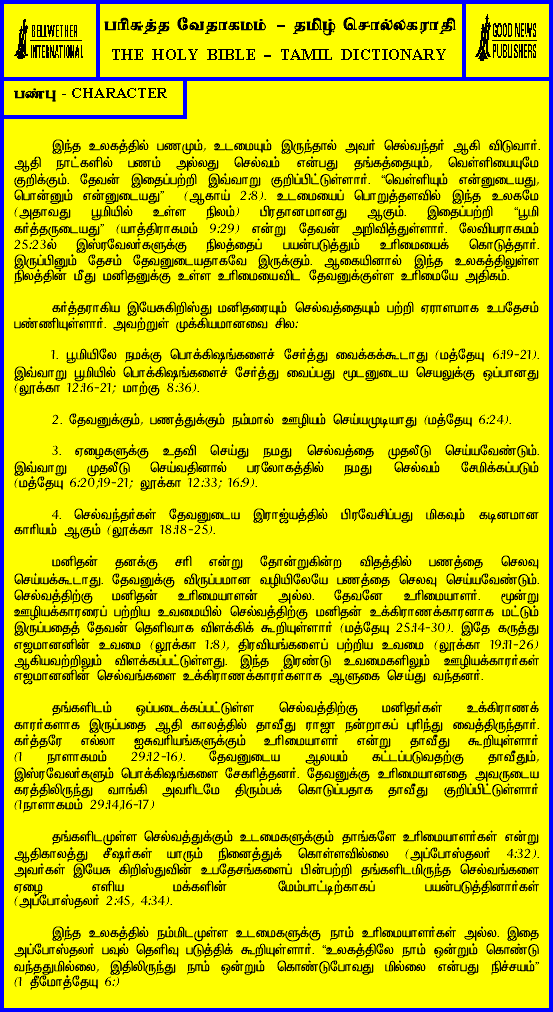 BELLWETHER
INTERNATIONAL
பரிசுத்த வேதாகமம் – தமிழ் சொல்லகராதி
THE HOLY BIBLE – TAMIL DICTIONARY
GOOD NEWS
PUBLISHERS
பண்பு - CHARACTER
இந்த உலகத்தில் பணமும், உடமையும் இருந்தால் அவர் செல்வந்தர் ஆகி விடுவார்.
ஆதி நாட்களில் பணம் அல்லது செல்வம் என்பது தங்கத்தையும், வெள்ளியையுமே
குறிக்கும். தேவன் இதைப்பற்றி இவ்வாறு குறிப்பிட்டுள்ளார். “வெள்ளியும் என்னுடையது,
பொன்னும் என்னுடையது” (ஆகாய் 2:8). உடமையைப் பொறுத்தளவில் இந்த உலகமே
(அதாவது பூமியில் உள்ள நிலம்) பிரதானமானது ஆகும். இதைப்பற்றி “பூமி
கர்த்தருடையது” (யாத்திராகமம் 9:29) என்று தேவன் அறிவித்துள்ளார். லேவியராகமம்
25:23ல் இஸ்ரவேலர்களுக்கு நிலத்தைப் பயன்படுத்தும் உரிமையைக் கொடுத்தார்.
இருப்பினும் தேசம் தேவனுடையதாகவே இருக்கும். ஆகையினால் இந்த உலகத்திலுள்ள
நிலத்தின் மீது மனிதனுக்கு உள்ள உரிமையைவிட தேவனுக்குள்ள உரிமையே அதிகம்.
கர்த்தராகிய இயேசுகிறிஸ்து மனிதரையும் செல்வத்தையும் பற்றி ஏராளமாக உபதேசம்
பண்ணியுள்ளார். அவற்றுள் முக்கியமானவை சில:
1. பூமியிலே நமக்கு பொக்கிஷங்களைச் சேர்த்து வைக்கக்கூடாது (மத்தேயு 6:19-21).
இவ்வாறு பூமியில் பொக்கிஷங்களைச் சேர்த்து வைப்பது மூடனுடைய செயலுக்கு ஒப்பானது
(லூக்கா 12:16-21; மாற்கு 8:36).
2. தேவனுக்கும், பணத்துக்கும் நம்மால் ஊழியம் செய்யமுடியாது (மத்தேயு 6:24).
3. ஏழைகளுக்கு உதவி செய்து நமது செல்வத்தை முதலீடு செய்யவேண்டும்.
இவ்வாறு முதலீடு செய்வதினால் பரலோகத்தில் நமது செல்வம் சேமிக்கப்படும்
(மத்தேயு 6:20;19-21; லூக்கா 12:33; 16:9).
4. செல்வந்தர்கள் தேவனுடைய இராஜ்யத்தில் பிரவேசிப்பது மிகவும் கடினமான
காரியம் ஆகும் (லூக்கா 18:18-25).
மனிதன் தனக்கு சரி என்று தோன்றுகின்ற விதத்தில் பணத்தை செலவு
செய்யக்கூடாது. தேவனுக்கு விருப்பமான வழியிலேயே பணத்தை செலவு செய்யவேண்டும்.
செல்வத்திற்கு மனிதன் உரிமையாளன் அல்ல. தேவனே உரிமையாளர். மூன்று
ஊழியக்காரரைப் பற்றிய உவமையில் செல்வத்திற்கு மனிதன் உக்கிராணக்காரனாக மட்டும்
இருப்பதைத் தேவன் தெளிவாக விளக்கிக் கூறியுள்ளார் (மத்தேயு 25:14-30). இதே கருத்து
எஜமானனின் உவமை (லூக்கா 1:8), திரவியங்களைப் பற்றிய உவமை (லூக்கா 19:11-26)
ஆகியவற்றிலும் விளக்கப்பட்டுள்ளது. இந்த இரண்டு உவமைகளிலும் ஊழியக்காரர்கள்
எஜமானனின் செல்வங்களை உக்கிராணக்காரர்களாக ஆளுகை செய்து வந்தனர்.
தங்களிடம் ஒப்படைக்கப்பட்டுள்ள செல்வத்திற்கு மனிதர்கள் உக்கிராணக்
காரர்களாக இருப்பதை ஆதி காலத்தில் தாவீது ராஜா நன்றாகப் புரிந்து வைத்திருந்தார்.
கர்த்தரே எல்லா ஐசுவரியங்களுக்கும் உரிமையாளர் என்று தாவீது கூறியுள்ளார்
(1 நாளாகமம் 29:12-16). தேவனுடைய ஆலயம் கட்டப்படுவதற்கு தாவீதும்,
இஸ்ரவேலர்களும் பொக்கிஷங்களை சேகரித்தனர். தேவனுக்கு உரிமையானதை அவருடைய
கரத்திலிருந்து வாங்கி அவரிடமே திரும்பக் கொடுப்பதாக தாவீது குறிப்பிட்டுள்ளார்
(1நாளாகமம் 29:14,16-17)
தங்களிடமுள்ள செல்வத்துக்கும் உடமைகளுக்கும் தாங்களே உரிமையாளர்கள் என்று
ஆதிகாலத்து சீஷர்கள் யாரும் நினைத்துக் கொள்ளவில்லை (அப்போஸ்தலர் 4:32).
அவர்கள் இயேசு கிறிஸ்துவின் உபதேசங்களைப் பின்பற்றி தங்களிடமிருந்த செல்வங்களை
ஏழை எளிய மக்களின் மேம்பாட்டிற்காகப் பயன்படுத்தினார்கள்
(அப்போஸ்தலர் 2:45, 4:34).
இந்த உலகத்தில் நம்மிடமுள்ள உடமைகளுக்கு நாம் உரிமையாளர்கள் அல்ல. இதை
அப்போஸ்தலர் பவுல் தெளிவு படுத்திக் கூறியுள்ளார். “உலகத்திலே நாம் ஒன்றும் கொண்டு
வந்ததுமில்லை, இதிலிருந்து நாம் ஒன்றும் கொண்டுபோவது மில்லை என்பது நிச்சயம்”
(1 தீமோத்தேயு 6:)